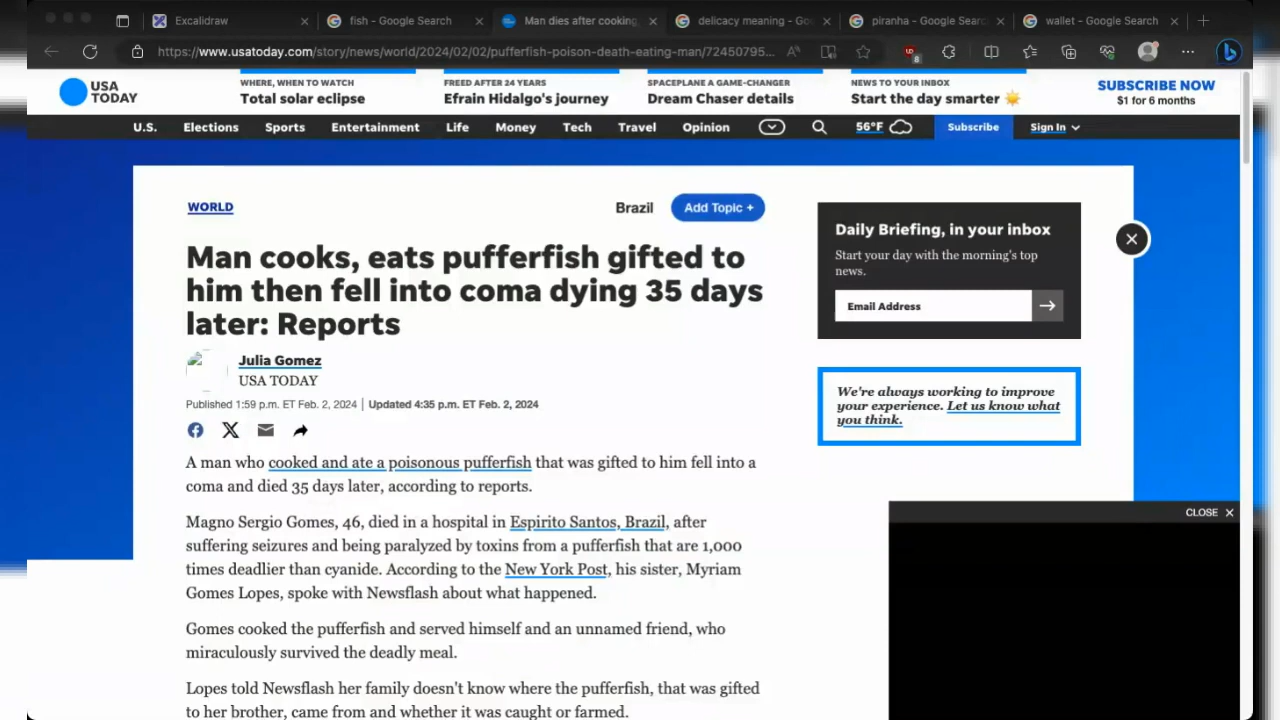 Excalidraw
fish - Google Search
Man dies after cooking
delicacy meaning - Go
piranha - Google Searc
wallet - Google Search
https://www.usatoday.com/story/news/world/2024/02/02/pufferfish-poison-death-eating-man/72450795...
8
USA TODAY
WHERE, WHEN TO WATCH
Total solar eclipse
FREED AFTER 24 YEARS
Efrain Hidalgo's journey
SPACEPLANE A GAME-CHANGER
Dream Chaser details
NEWS TO YOUR INBOX
Start the day smarter
SUBSCRIBE NOW
$1 for 6 months
U.S. Elections Sports Entertainment Life Money Tech Travel Opinion 56°F Subscribe Sign In
WORLD
Brazil Add Topic +
Man cooks, eats pufferfish gifted to
him then fell into coma dying 35 days
later: Reports
Julia Gomez
USA TODAY
Published 1:59 p.m. ET Feb. 2, 2024 | Updated 4:35 p.m. ET Feb. 2, 2024
A man who cooked and ate a poisonous pufferfish that was gifted to him fell into a
coma and died 35 days later, according to reports.
Magno Sergio Gomes, 46, died in a hospital in Espirito Santos, Brazil, after
suffering seizures and being paralyzed by toxins from a pufferfish that are 1,000
times deadlier than cyanide. According to the New York Post, his sister, Myriam
Gomes Lopes, spoke with Newsflash about what happened.
Gomes cooked the pufferfish and served himself and an unnamed friend, who
miraculously survived the deadly meal.
Lopes told Newsflash her family doesn't know where the pufferfish, that was gifted
to her brother, came from and whether it was caught or farmed.
Daily Briefing, in your inbox
Start your day with the morning's top
news.
Email Address
We're always working to improve
your experience. Let us know what
you think.
CLOSE